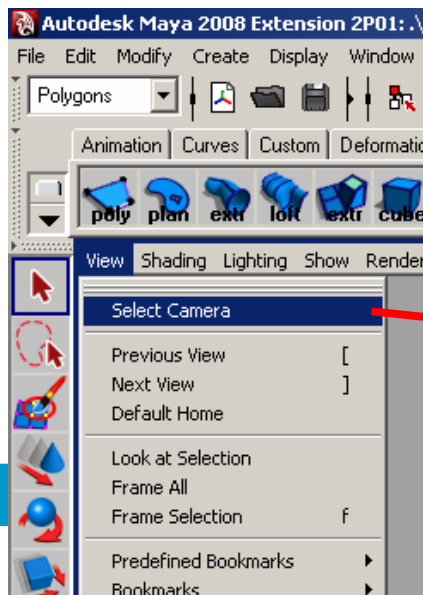 Autodesk Maya 2008 Extension 2P01: .\
File Edit Modify Create Display Window
Polygons
Animation Curves Custom Deformatio
poly plan extr loft extr cube
View Shading Lighting Show Render
Select Camera
Previous View [
Next View ]
Default Home
Look at Selection
Frame All
Frame Selection f
Predefined Bookmarks
Bookmarks